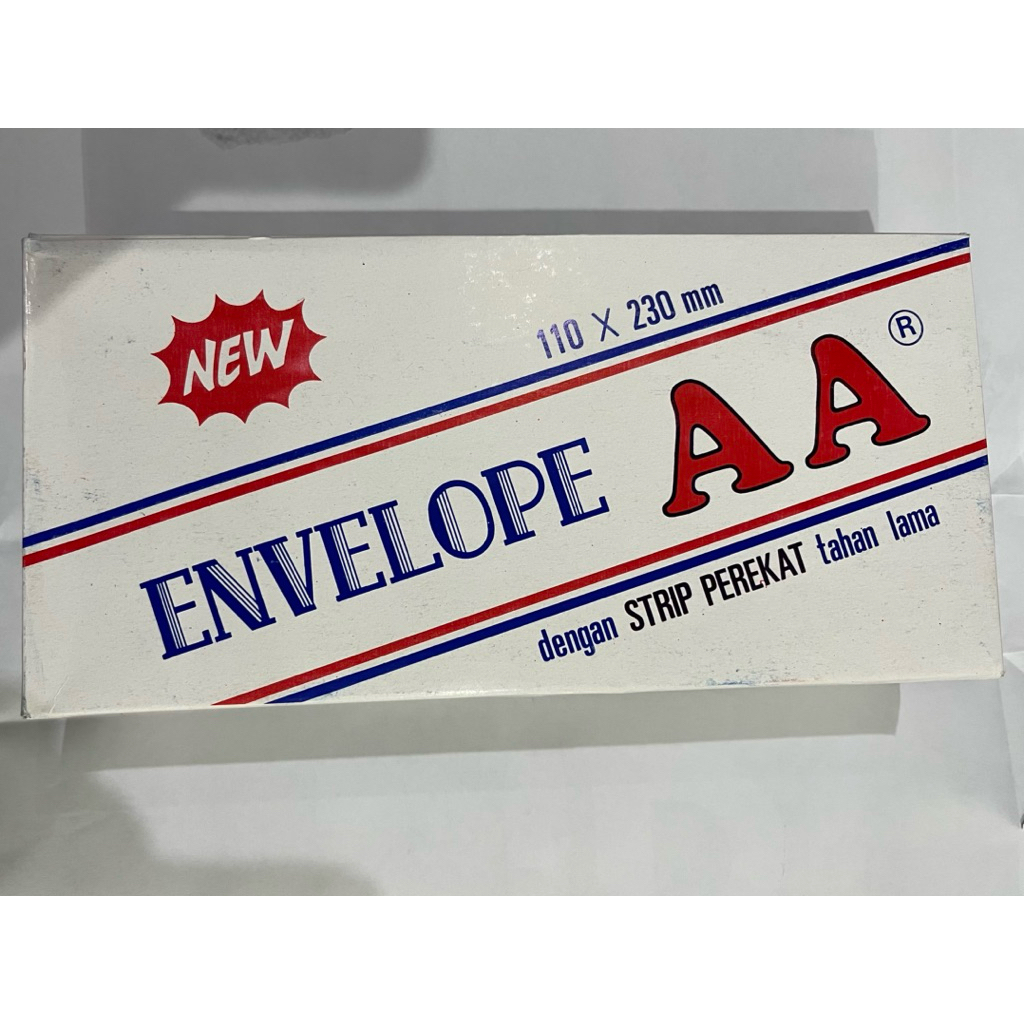 NEW
110 X 230 mm
ENVELOPE AA ®
dengan STRIP PEREKAT tahan lama